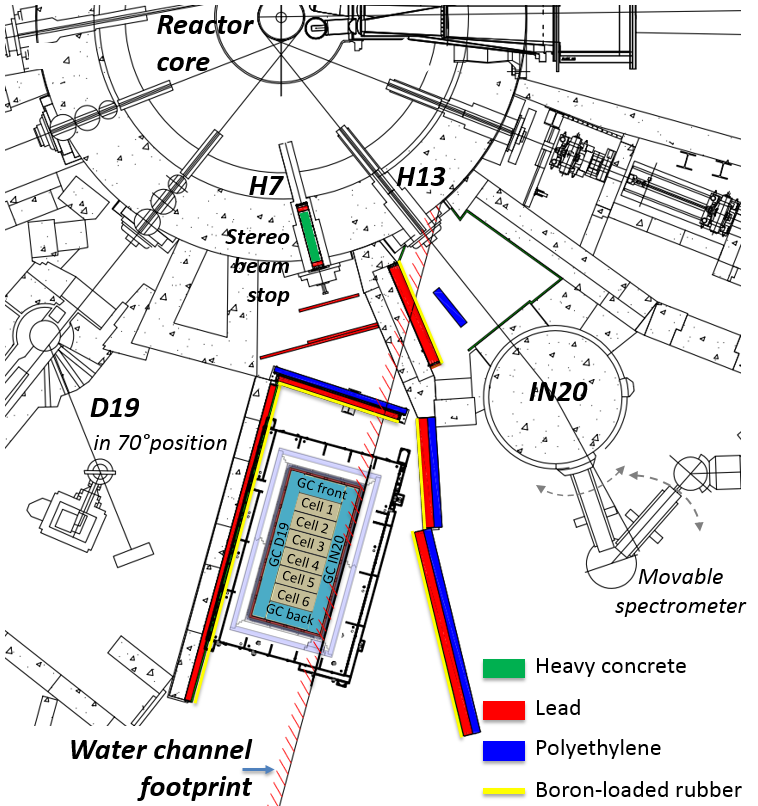 Reactor
core
H7
H13
Stereo
beam
stop
D19
in 70°position
IN20
GC front
Cell 1
Cell 2
Cell 3
Cell 4
Cell 5
Cell 6
GC back
GC D19
GC IN20
Movable
spectrometer
Heavy concrete
Lead
Polyethylene
Boron-loaded rubber
Water channel
footprint